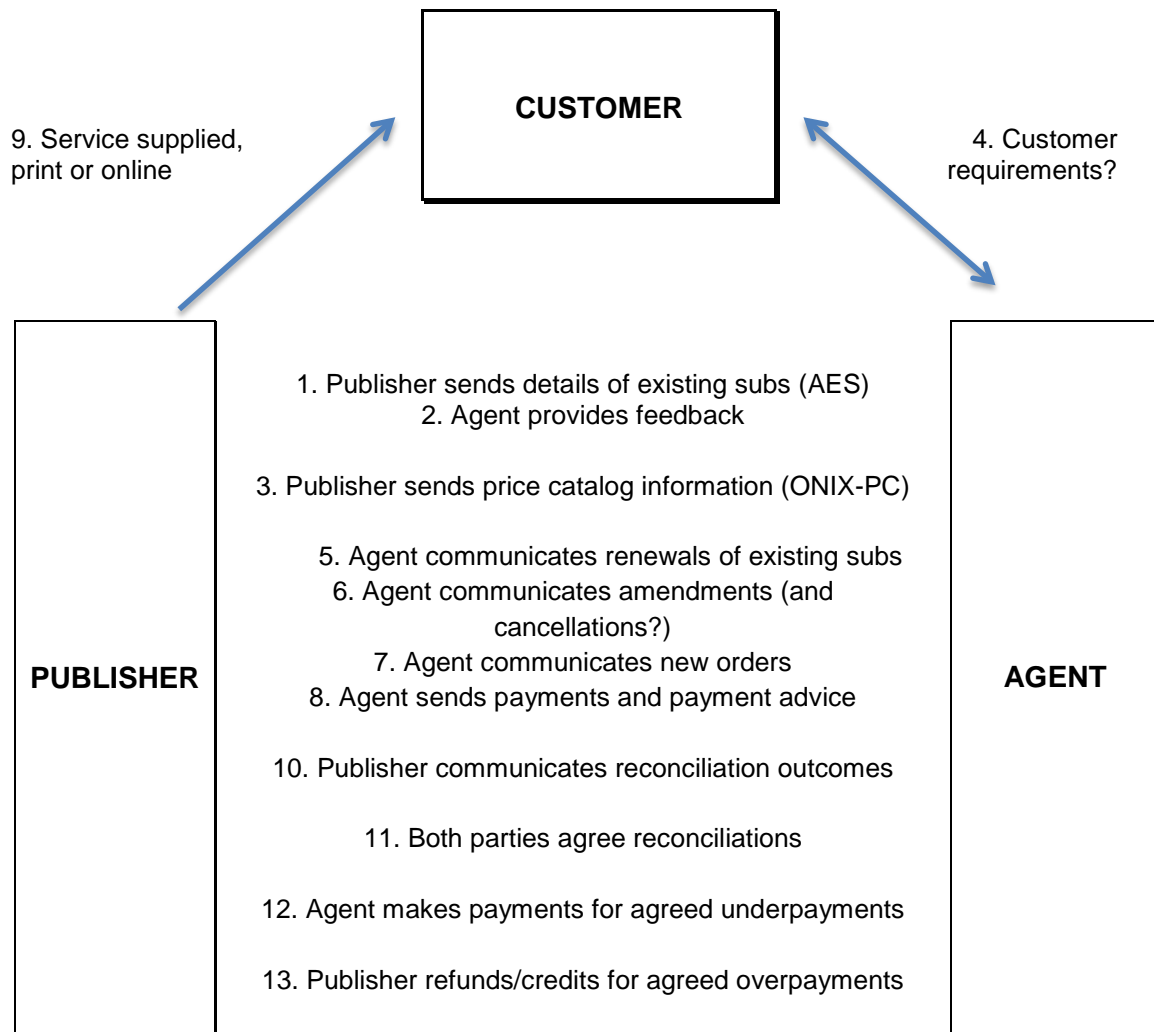 CUSTOMER
9. Service supplied,
print or online
4. Customer
requirements?
1. Publisher sends details of existing subs (AES)
2. Agent provides feedback
3. Publisher sends price catalog information (ONIX-PC)
5. Agent communicates renewals of existing subs
6. Agent communicates amendments (and
cancellations?)
7. Agent communicates new orders
8. Agent sends payments and payment advice
PUBLISHER
AGENT
10. Publisher communicates reconciliation outcomes
11. Both parties agree reconciliations
12. Agent makes payments for agreed underpayments
13. Publisher refunds/credits for agreed overpayments